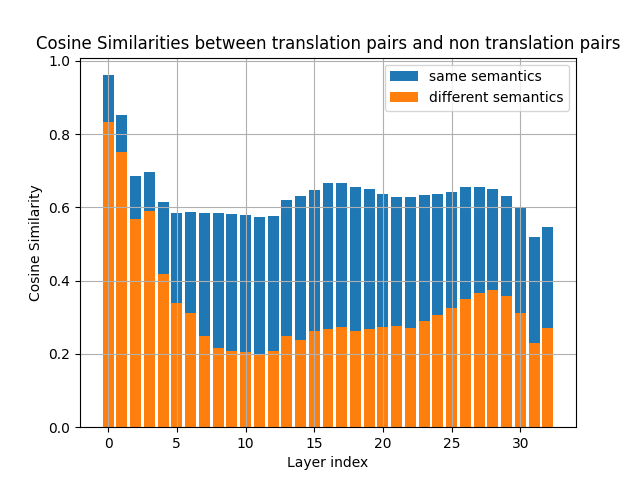 Cosine Similarities between translation pairs and non translation pairs
same semantics
different semantics
Cosine Similarity
1.0
0.8
0.6
0.4
0.2
0.0
0 5 10 15 20 25 30
Layer index